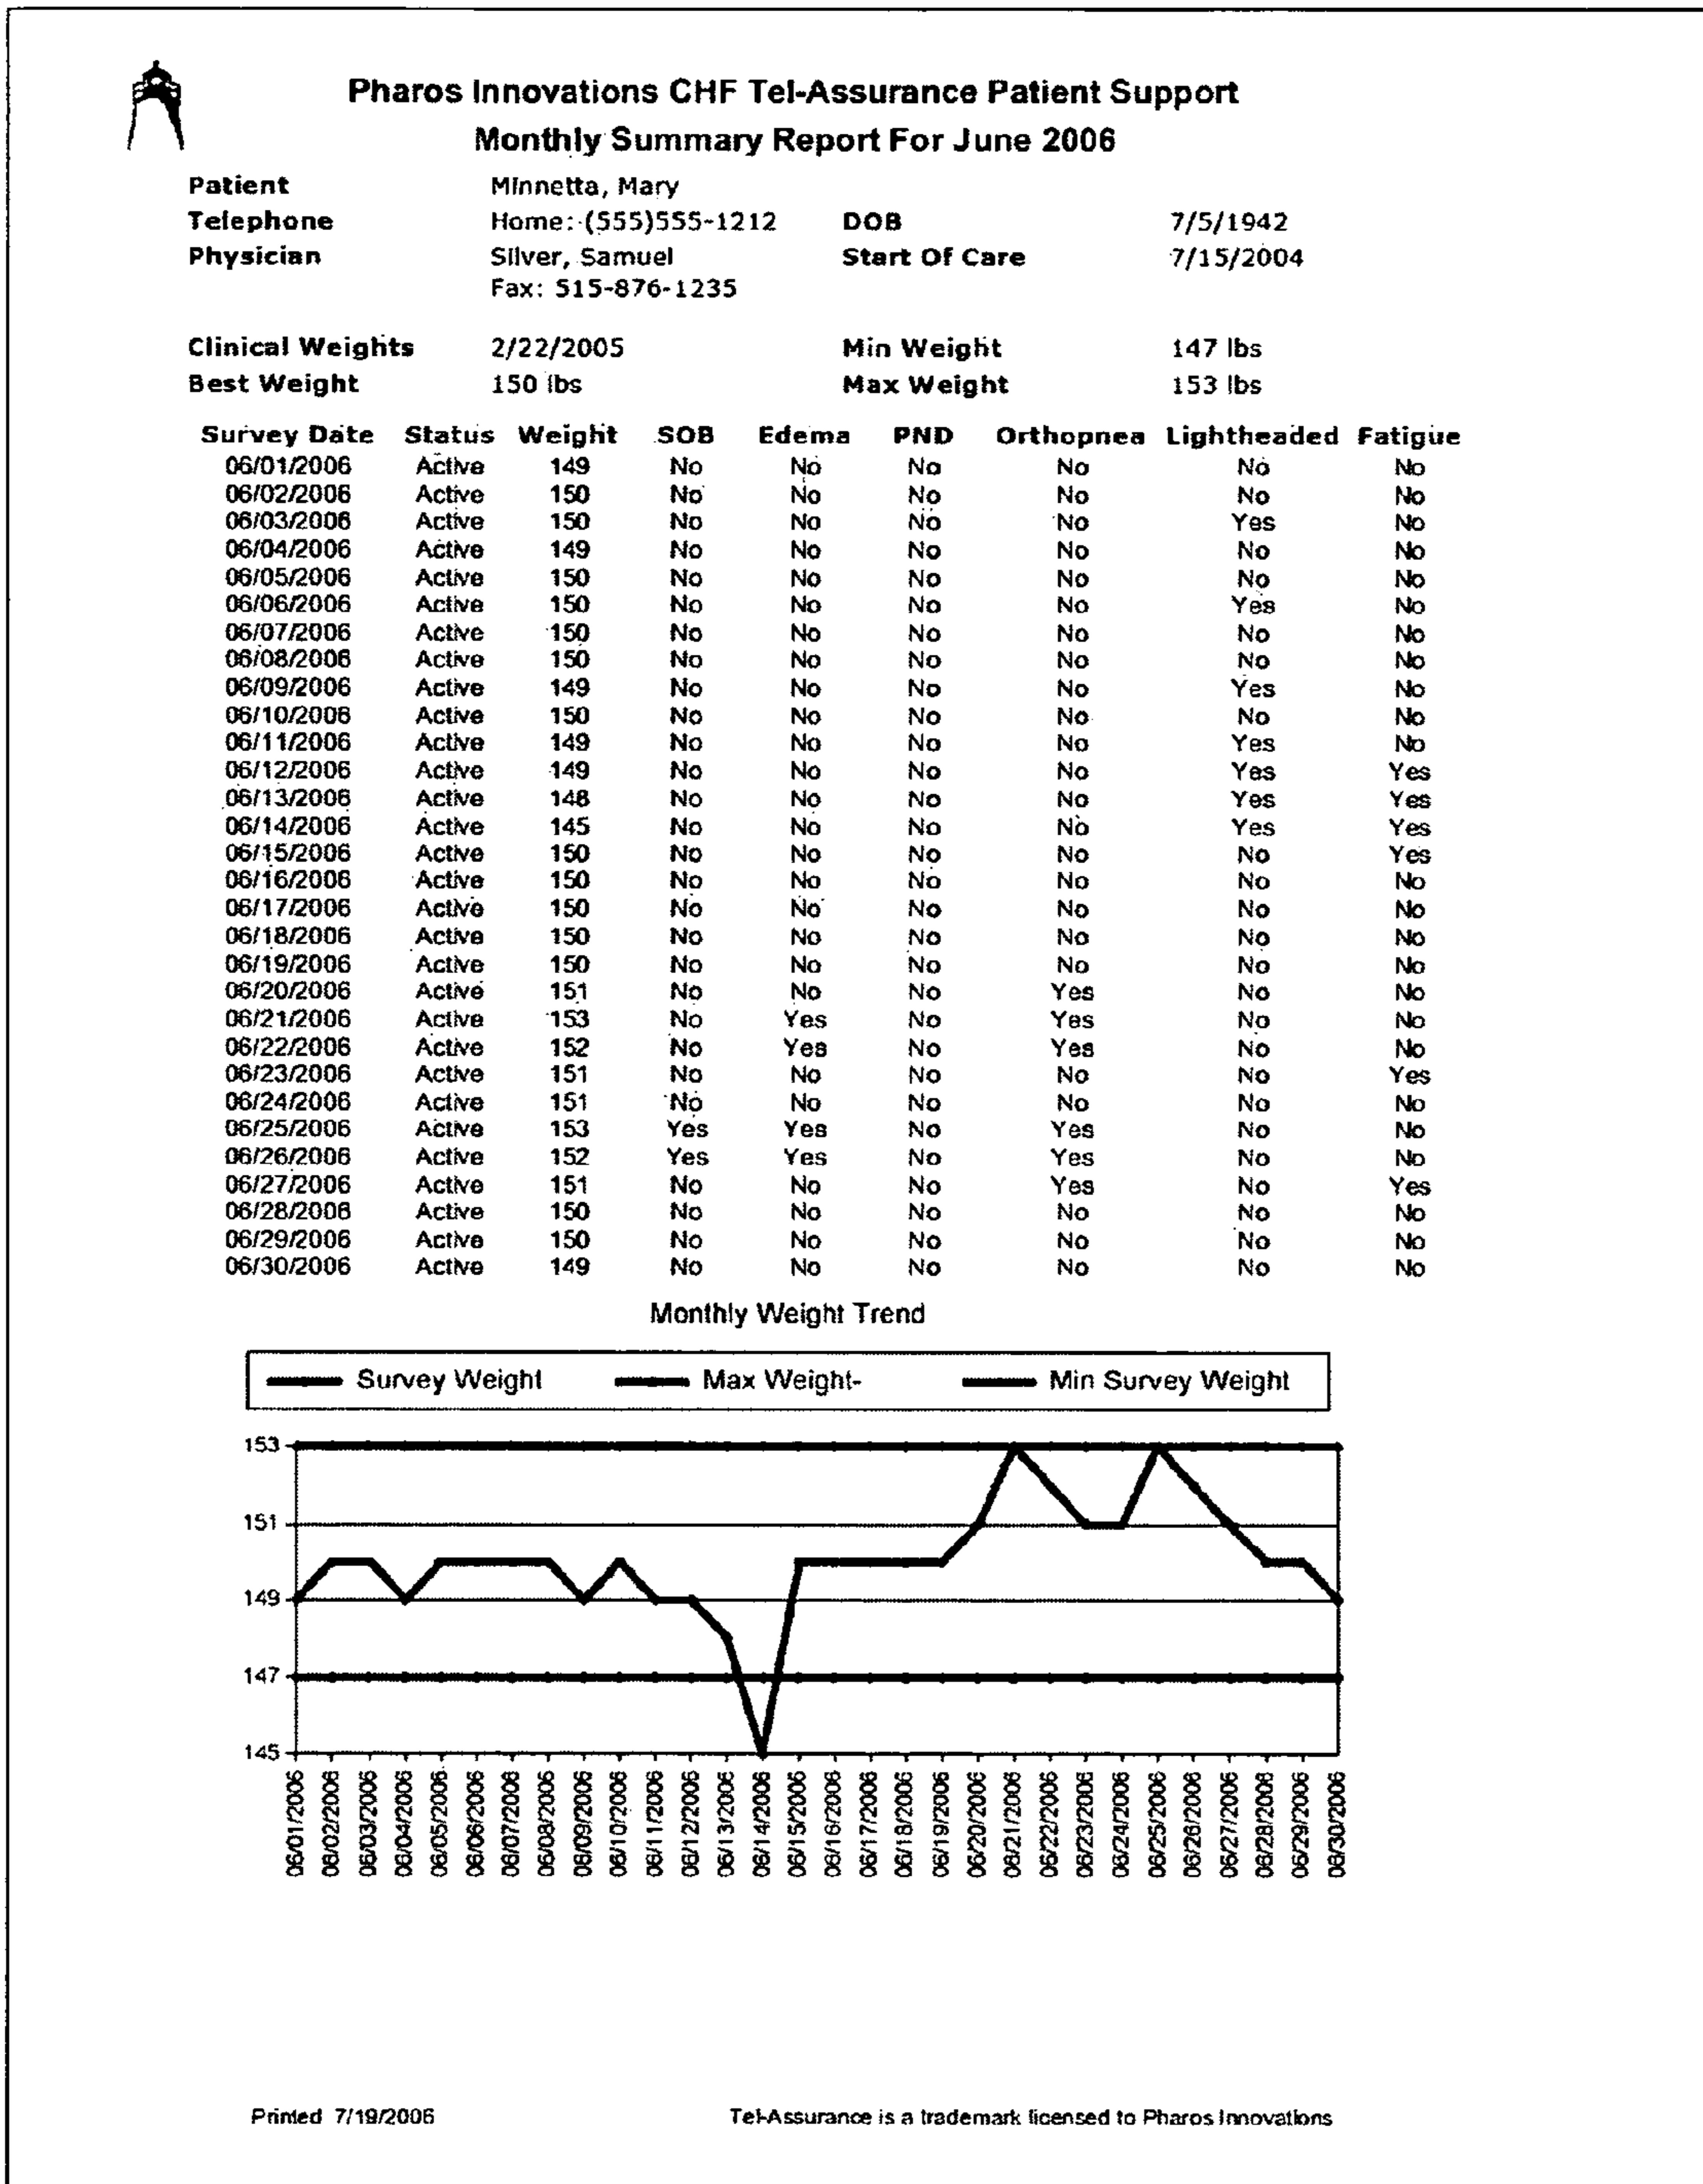 Pharos Innovations CHF Tel-Assurance Patient Support
Monthly Summary Report For June 2006
Patient Minnetta, Mary
Telephone Home: (555)555-1212 DOB 7/5/1942
Physician Silver, Samuel Start Of Care 7/15/2004
Fax: 515-876-1235
Clinical Weights 2/22/2005 Min Weight 147 lbs
Best Weight 150 lbs Max Weight 153 lbs
Survey Date Status Weight SOB Edema PND Orthopnea Lightheaded Fatigue
06/01/2006 Active 149 No No No No No No
06/02/2006 Active 150 No No No No No No
06/03/2006 Active 150 No No No No Yes No
06/04/2006 Active 149 No No No No No No
06/05/2006 Active 150 No No No No No No
06/06/2006 Active 150 No No No No Yes No
06/07/2006 Active 150 No No No No No No
06/08/2006 Active 150 No No No No No No
06/09/2006 Active 149 No No No No Yes No
06/10/2006 Active 150 No No No No No No
06/11/2006 Active 149 No No No No Yes No
06/12/2006 Active 149 No No No No Yes Yes
06/13/2006 Active 148 No No No No Yes Yes
06/14/2006 Active 145 No No No No Yes Yes
06/15/2006 Active 150 No No No No No Yes
06/16/2006 Active 150 No No No No No No
06/17/2006 Active 150 No No No No No No
06/18/2006 Active 150 No No No No No No
06/19/2006 Active 150 No No No No No No
06/20/2006 Active 151 No No No Yes No No
06/21/2006 Active 153 No Yes No Yes No No
06/22/2006 Active 152 No Yes No Yes No No
06/23/2006 Active 151 No No No No No Yes
06/24/2006 Active 151 No No No No No No
06/25/2006 Active 153 Yes Yes No Yes No No
06/26/2006 Active 152 Yes Yes No Yes No No
06/27/2006 Active 151 No No No Yes No Yes
06/28/2006 Active 150 No No No No No No
06/29/2006 Active 150 No No No No No No
06/30/2006 Active 149 No No No No No No
Monthly Weight Trend
Survey Weight Max Weight- Min Survey Weight
153
151
149
147
145
06/01/2006
06/02/2006
06/03/2006
06/04/2006
06/05/2006
06/06/2006
06/07/2006
06/08/2006
06/09/2006
06/10/2006
06/11/2006
06/12/2006
06/13/2006
06/14/2006
06/15/2006
06/16/2006
06/17/2006
06/18/2006
06/19/2006
06/20/2006
06/21/2006
06/22/2006
06/23/2006
06/24/2006
06/25/2006
06/26/2006
06/27/2006
06/28/2006
06/29/2006
06/30/2006
Printed 7/19/2006 Tel-Assurance is a trademark licensed to Pharos Innovations